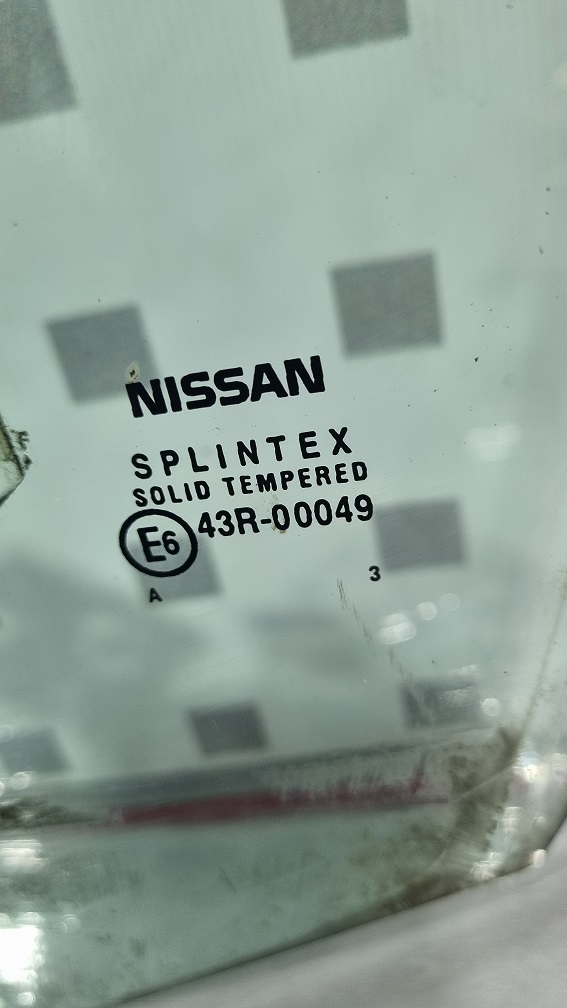 NISSAN
SPLINTEX
SOLID TEMPERED
E6 43R-00049
A 3